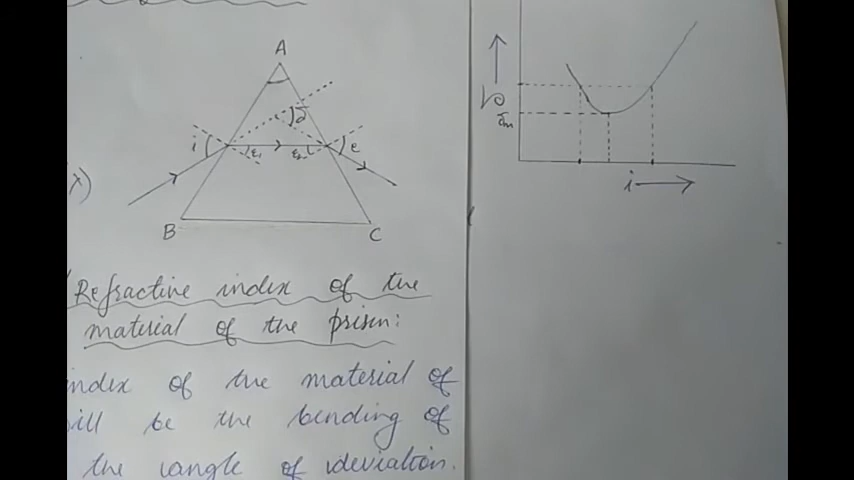 A
δ
i
r₁
r₂
e
B
C
Refractive index of the
material of the prism:
index of the material of
will be the bending of
the angle of deviation.
δ
δm
i